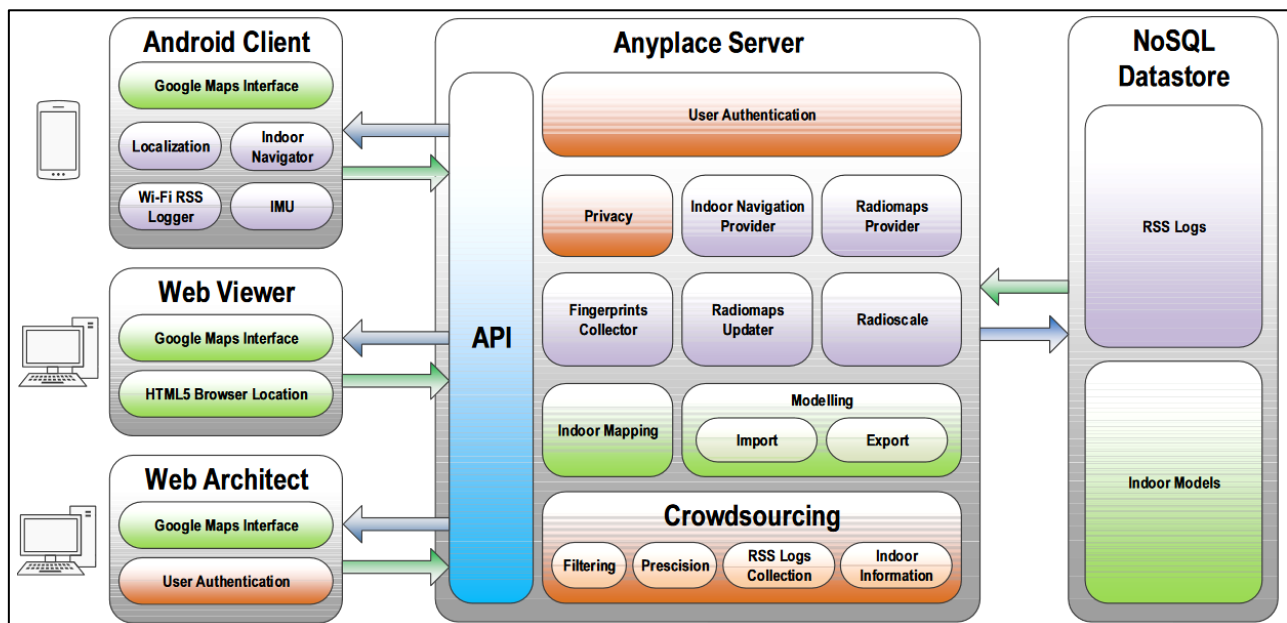 Android Client
Google Maps Interface
Localization
Indoor
Navigator
Wi-Fi RSS
Logger
IMU
Web Viewer
Google Maps Interface
HTML5 Browser Location
Web Architect
Google Maps Interface
User Authentication
Anyplace Server
API
User Authentication
Privacy
Indoor Navigation
Provider
Radiomaps
Provider
Fingerprints
Collector
Radiomaps
Updater
Radioscale
Indoor Mapping
Modelling
Import
Export
Crowdsourcing
Filtering
Prescision
RSS Logs
Collection
Indoor
Information
NoSQL
Datastore
RSS Logs
Indoor Models